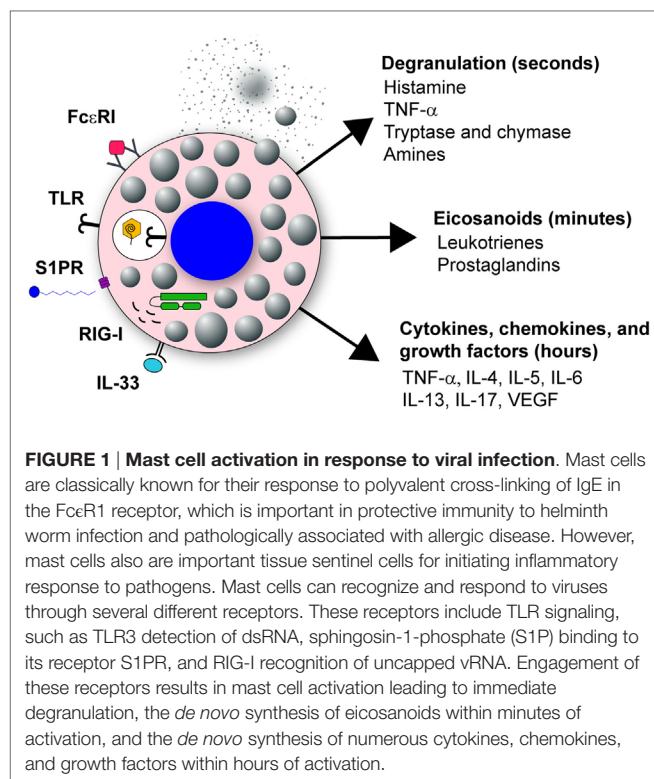 FcεRI
TLR
S1PR
RIG-I
IL-33
Degranulation (seconds)
Histamine
TNF-α
Tryptase and chymase
Amines
Eicosanoids (minutes)
Leukotrienes
Prostaglandins
Cytokines, chemokines, and
growth factors (hours)
TNF-α, IL-4, IL-5, IL-6
IL-13, IL-17, VEGF
FIGURE 1 | Mast cell activation in response to viral infection. Mast cells
are classically known for their response to polyvalent cross-linking of IgE in
the FcϵR1 receptor, which is important in protective immunity to helminth
worm infection and pathologically associated with allergic disease. However,
mast cells also are important tissue sentinel cells for initiating inflammatory
response to pathogens. Mast cells can recognize and respond to viruses
through several different receptors. These receptors include TLR signaling,
such as TLR3 detection of dsRNA, sphingosin-1-phosphate (S1P) binding to
its receptor S1PR, and RIG-I recognition of uncapped vRNA. Engagement of
these receptors results in mast cell activation leading to immediate
degranulation, the de novo synthesis of eicosanoids within minutes of
activation, and the de novo synthesis of numerous cytokines, chemokines,
and growth factors within hours of activation.